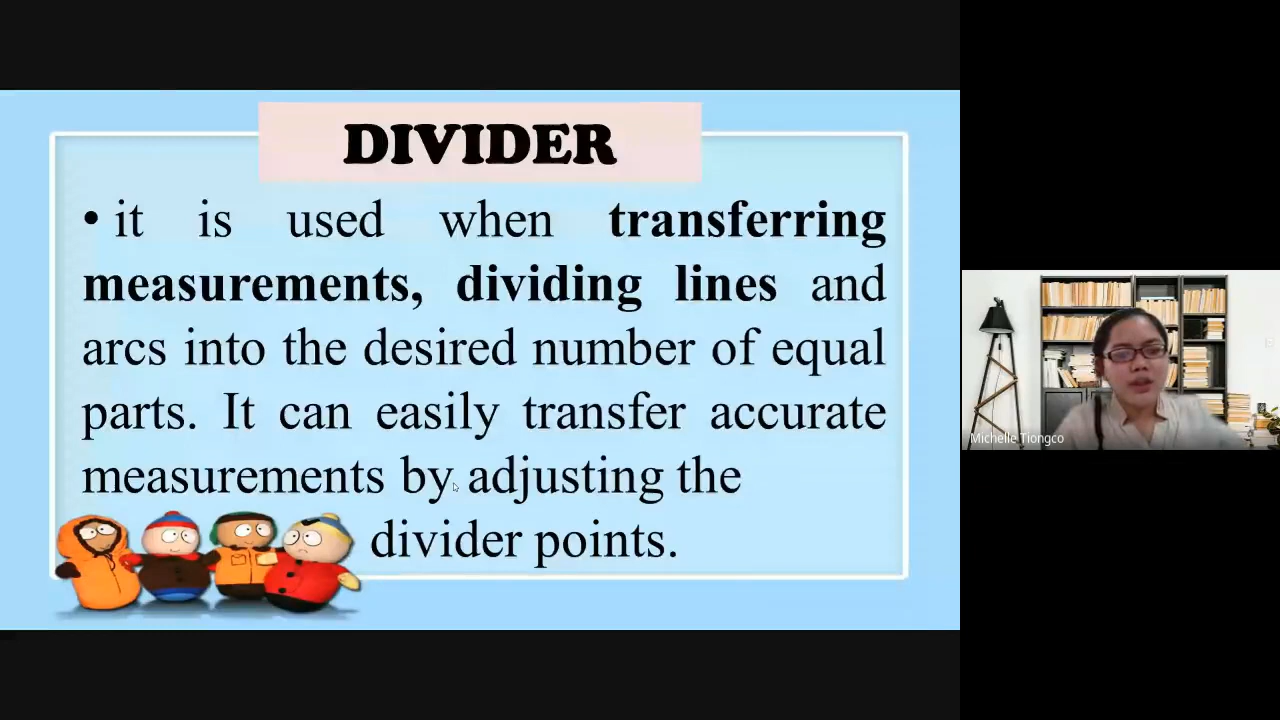 DIVIDER
• it is used when transferring
measurements, dividing lines and
arcs into the desired number of equal
parts. It can easily transfer accurate
measurements by adjusting the
divider points.
Michelle Tiongco